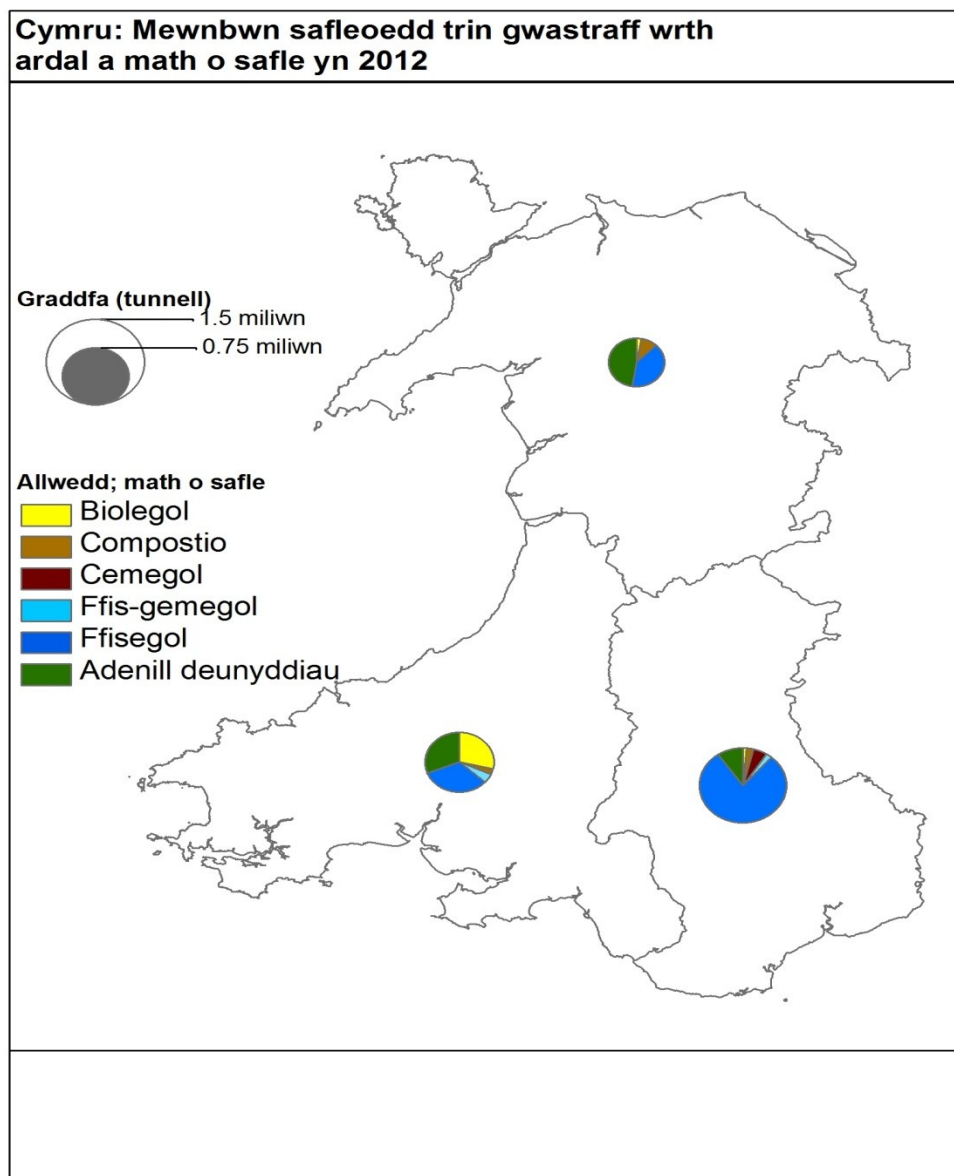 Cymru: Mewnbwn safleoedd trin gwastraff wrth
ardal a math o safle yn 2012
Graddfa (tunnell)
1.5 miliwn
0.75 miliwn
Allwedd; math o safle
Biolegol
Compostio
Cemegol
Ffis-gemegol
Ffisegol
Adenill deunyddiau